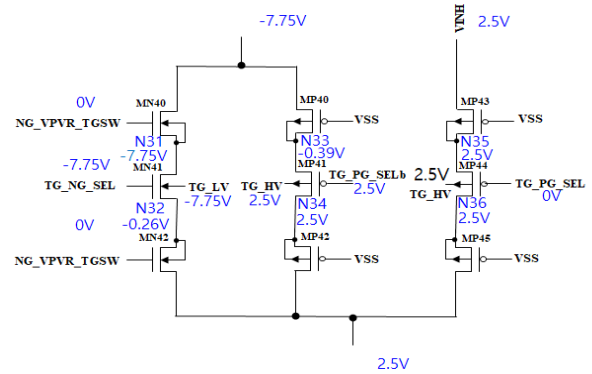 -7.75V
VINH
2.5V
0V
MN40
MP40
MP43
NG_VPVR_TGSW
VSS
VSS
N31
-7.75V
N33
-0.39V
N35
2.5V
-7.75V
MN41
MP41
MP44
TG_NG_SEL
TG_LV
-7.75V
TG_HV
2.5V
TG_PG_SELb
2.5V
2.5V
TG_HV
TG_PG_SEL
0V
0V
N32
-0.26V
N34
2.5V
N36
2.5V
MN42
MP42
MP45
NG_VPVR_TGSW
VSS
VSS
2.5V